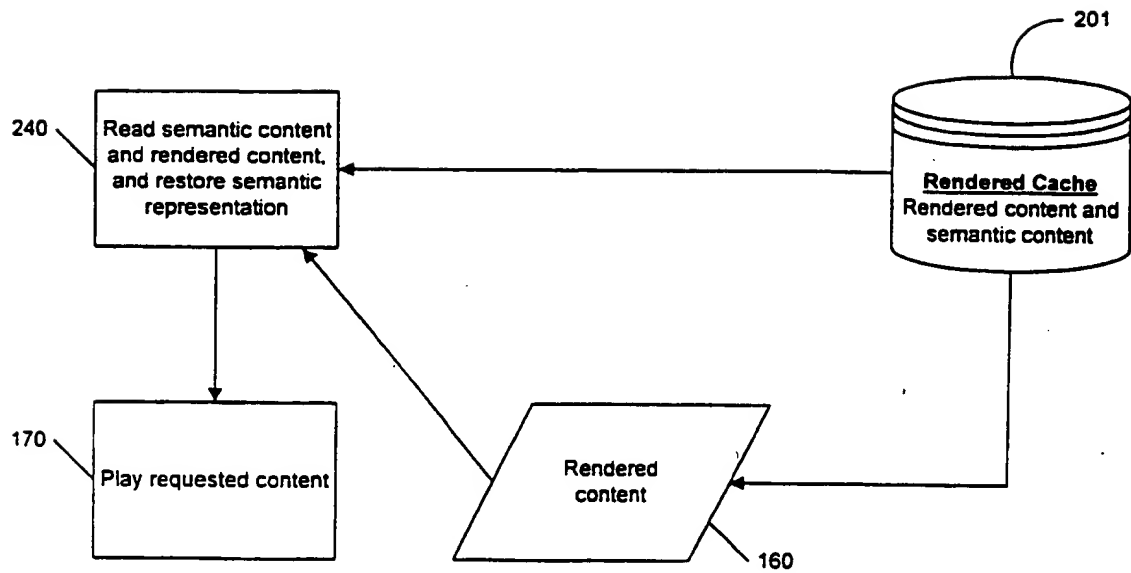 201
240
Read semantic content
and rendered content,
and restore semantic
representation
Rendered Cache
Rendered content and
semantic content
170
Play requested content
Rendered
content
160